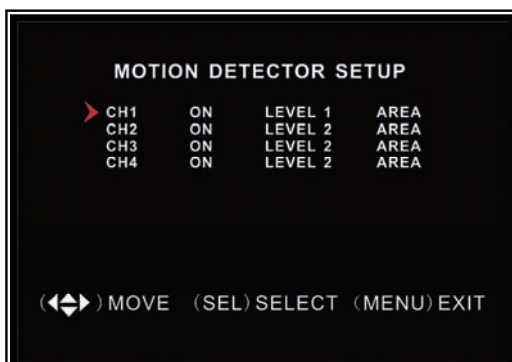 MOTION DETECTOR SETUP
CH1 ON LEVEL 1 AREA
CH2 ON LEVEL 2 AREA
CH3 ON LEVEL 2 AREA
CH4 ON LEVEL 2 AREA
(◀▲▼▶) MOVE (SEL) SELECT (MENU) EXIT